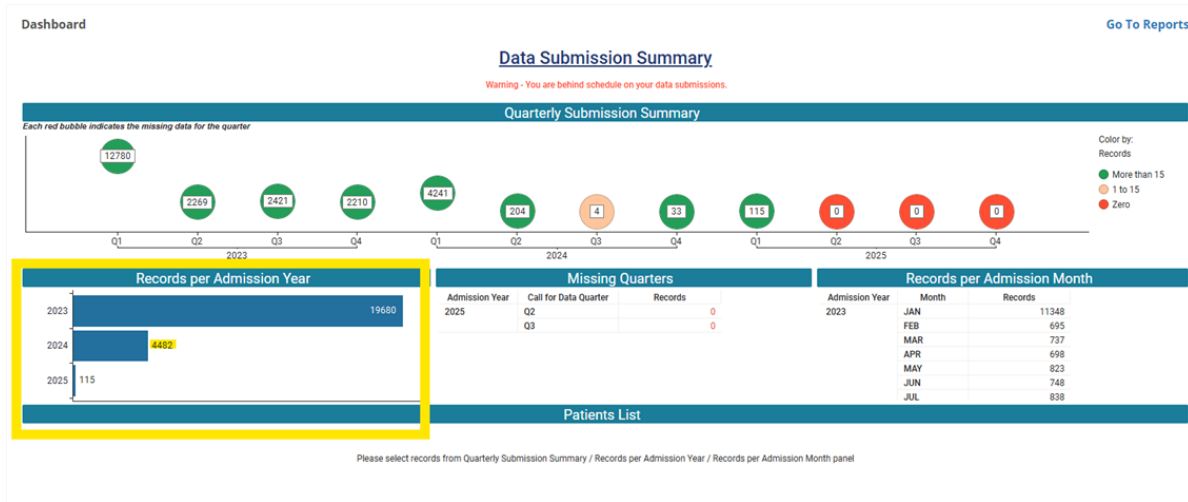 Dashboard
Go To Reports
Data Submission Summary
Warning - You are behind schedule on your data submissions.
Quarterly Submission Summary
Each red bubble indicates the missing data for the quarter
12780
2269
2421
2210
4241
204
4
33
115
0
0
0
Q1 Q2 Q3 Q4 Q1 Q2 Q3 Q4 Q1 Q2 Q3 Q4
2023 2024 2025
Color by:
Records
More than 15
1 to 15
Zero
Records per Admission Year
2023 19680
2024 4482
2025 115
Missing Quarters
Admission Year Call for Data Quarter Records
2025 Q2 0
Q3 0
Records per Admission Month
Admission Year Month Records
2023 JAN 11348
FEB 695
MAR 737
APR 698
MAY 823
JUN 748
JUL 838
Patients List
Please select records from Quarterly Submission Summary / Records per Admission Year / Records per Admission Month panel